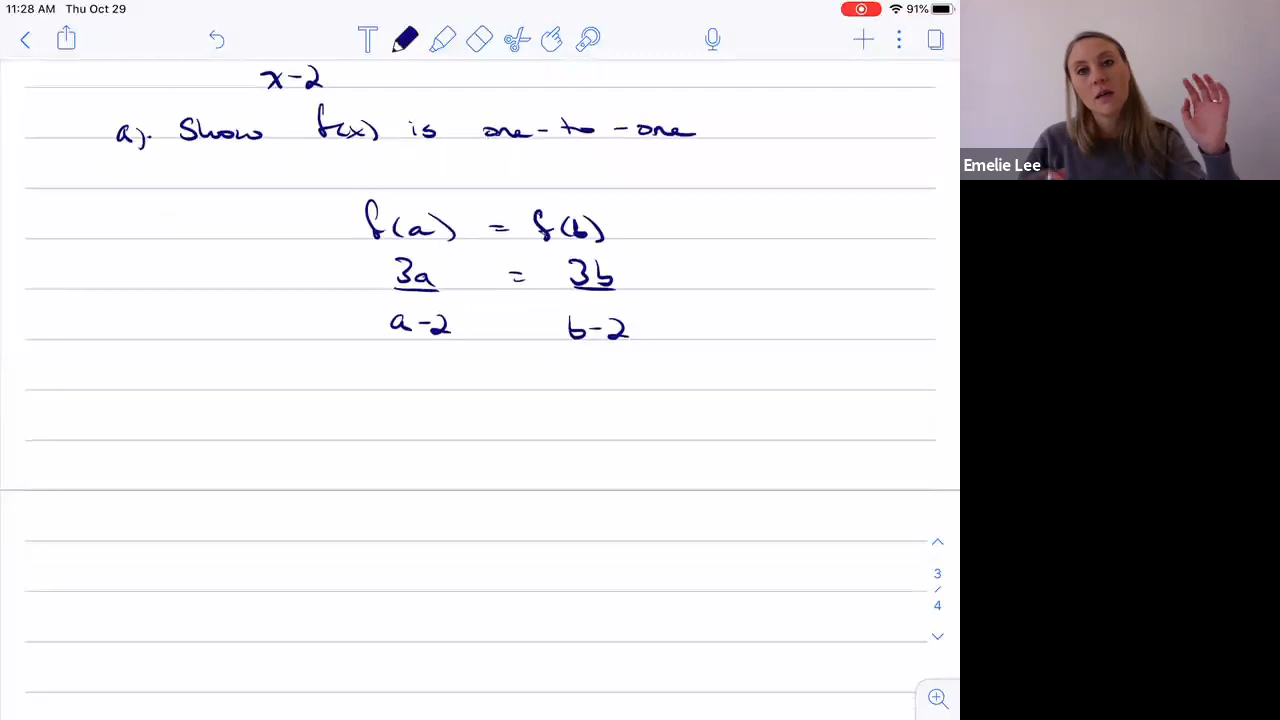 11:28 AM Thu Oct 29
91%
T
x-2
a). Show f(x) is one-to-one
f(a) = f(b)
3a = 3b
a-2 b-2
Emelie Lee
3
/
4